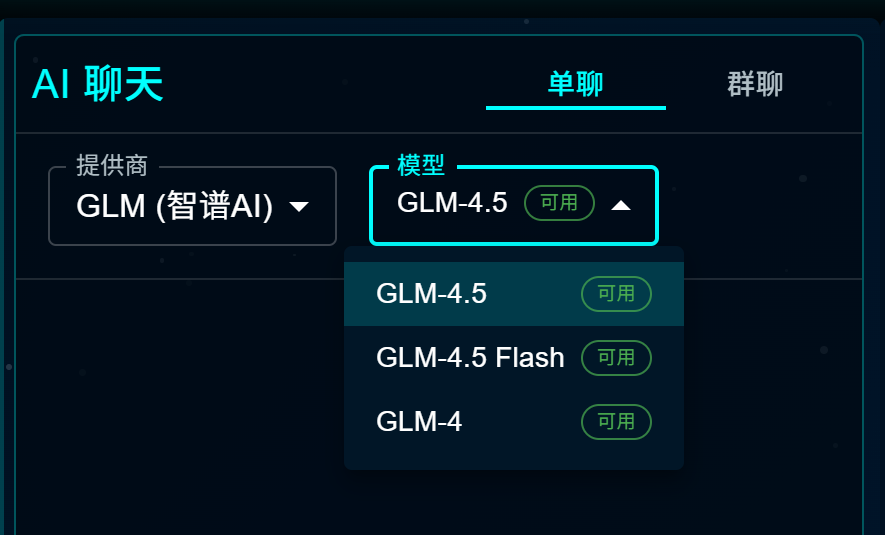 AI 聊天 单聊 群聊
提供商 模型
GLM (智谱AI) GLM-4.5 可用
GLM-4.5 可用
GLM-4.5 Flash 可用
GLM-4 可用